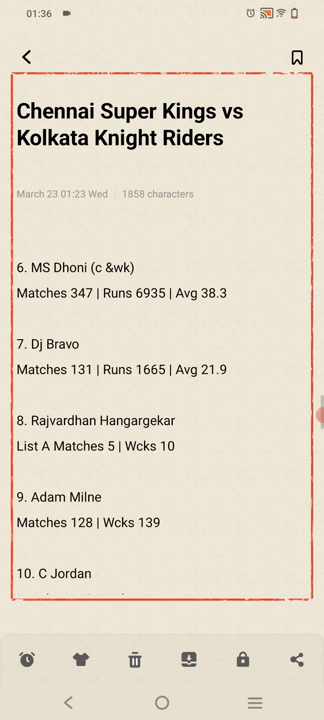 01:36
Chennai Super Kings vs
Kolkata Knight Riders
March 23 01:23 Wed | 1858 characters
6. MS Dhoni (c &wk)
Matches 347 | Runs 6935 | Avg 38.3
7. Dj Bravo
Matches 131 | Runs 1665 | Avg 21.9
8. Rajvardhan Hangargekar
List A Matches 5 | Wcks 10
9. Adam Milne
Matches 128 | Wcks 139
10. C Jordan